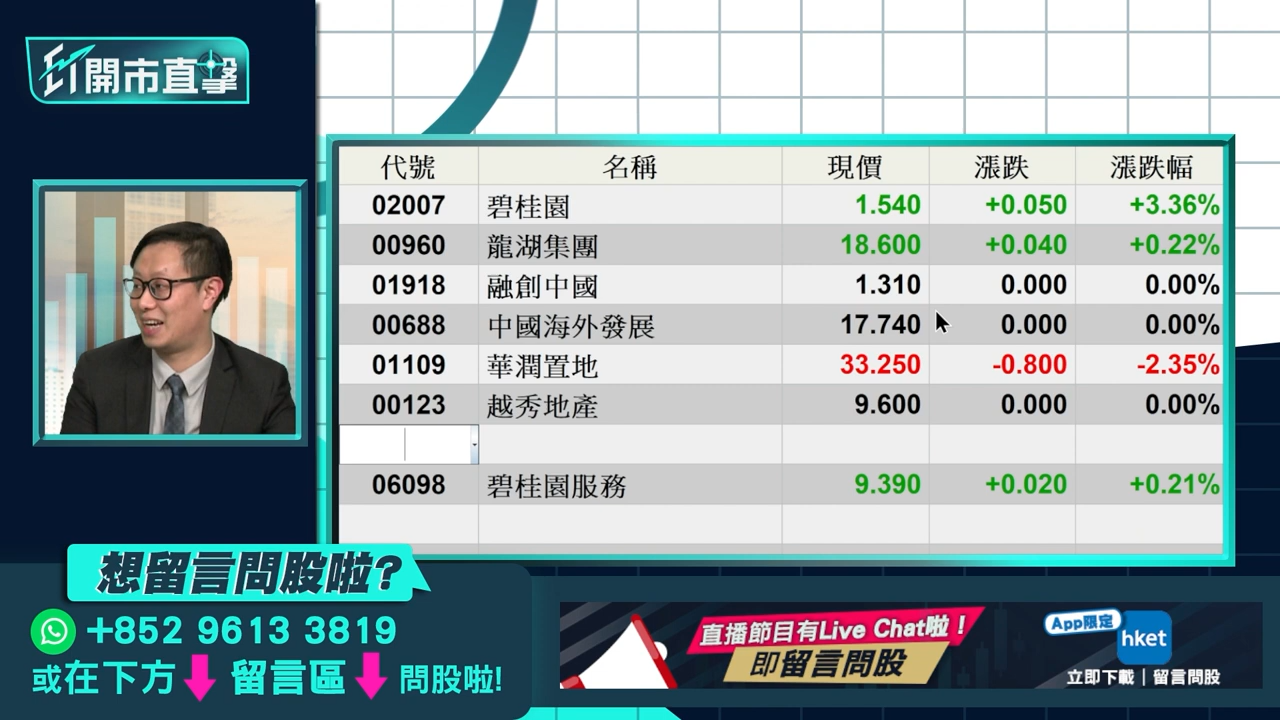 ET開市直擊
代號 名稱 現價 漲跌 漲跌幅
02007 碧桂園 1.540 +0.050 +3.36%
00960 龍湖集團 18.600 +0.040 +0.22%
01918 融創中國 1.310 0.000 0.00%
00688 中國海外發展 17.740 0.000 0.00%
01109 華潤置地 33.250 -0.800 -2.35%
00123 越秀地產 9.600 0.000 0.00%
06098 碧桂園服務 9.390 +0.020 +0.21%
想留言問股啦?
+852 9613 3819
或在下方 留言區 問股啦!
直播節目有Live Chat啦!
即留言問股
App限定
hket
立即下載|留言問股